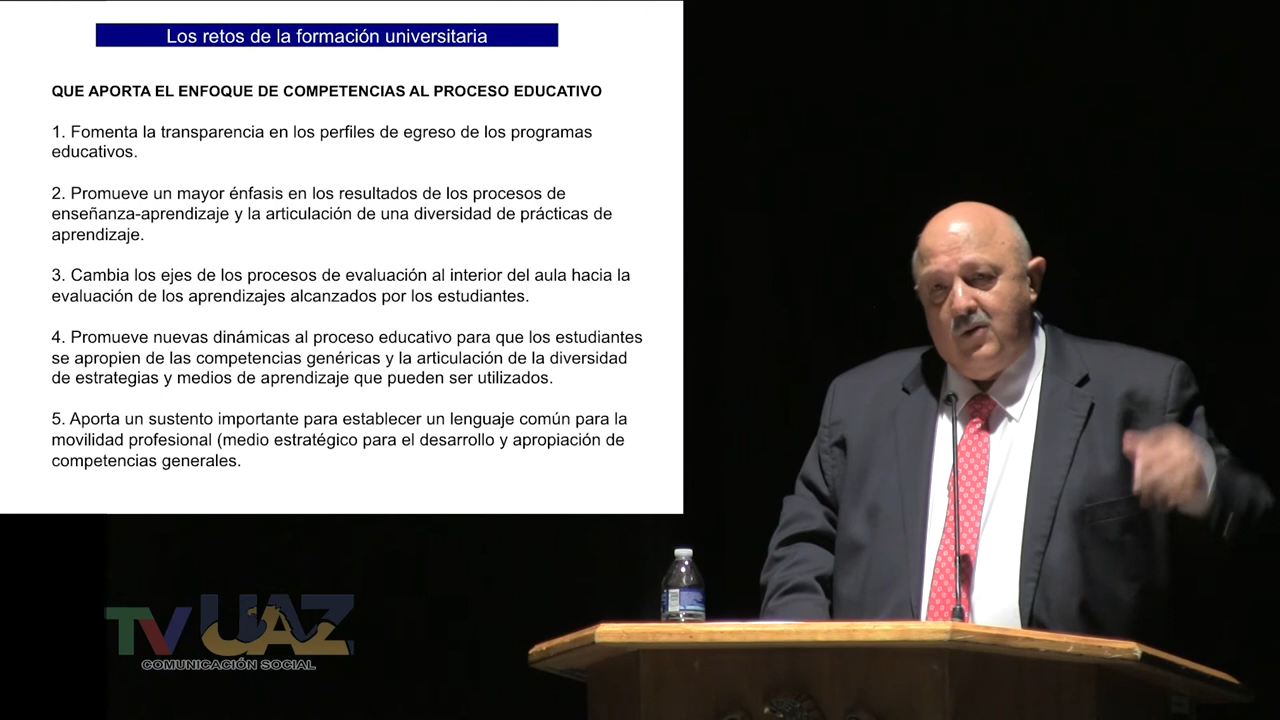 Los retos de la formación universitaria
QUE APORTA EL ENFOQUE DE COMPETENCIAS AL PROCESO EDUCATIVO
1. Fomenta la transparencia en los perfiles de egreso de los programas
educativos.
2. Promueve un mayor énfasis en los resultados de los procesos de
enseñanza-aprendizaje y la articulación de una diversidad de prácticas de
aprendizaje.
3. Cambia los ejes de los procesos de evaluación al interior del aula hacia la
evaluación de los aprendizajes alcanzados por los estudiantes.
4. Promueve nuevas dinámicas al proceso educativo para que los estudiantes
se apropien de las competencias genéricas y la articulación de la diversidad
de estrategias y medios de aprendizaje que pueden ser utilizados.
5. Aporta un sustento importante para establecer un lenguaje común para la
movilidad profesional (medio estratégico para el desarrollo y apropiación de
competencias generales.
TV UAZ
COMUNICACIÓN SOCIAL